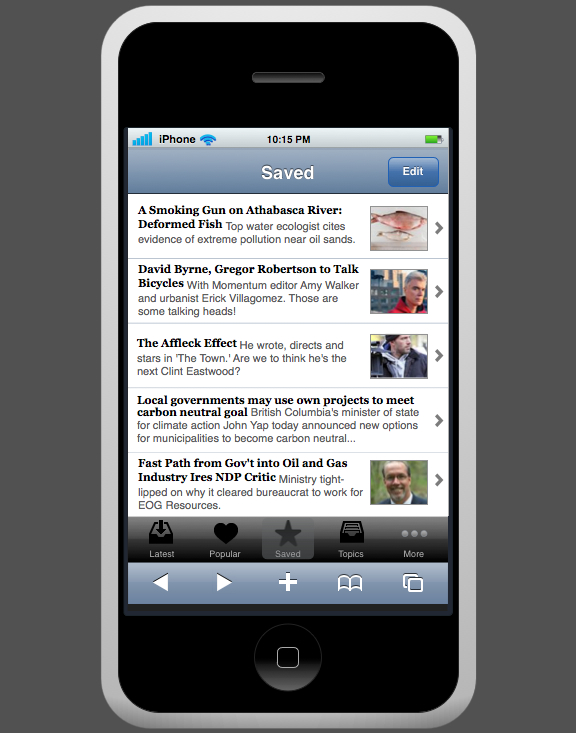 iPhone 10:15 PM
Saved Edit
A Smoking Gun on Athabasca River:
Deformed Fish Top water ecologist cites
evidence of extreme pollution near oil sands.
David Byrne, Gregor Robertson to Talk
Bicycles With Momentum editor Amy Walker
and urbanist Erick Villagomez. Those are
some talking heads!
The Affleck Effect He wrote, directs and
stars in 'The Town.' Are we to think he's the
next Clint Eastwood?
Local governments may use own projects to meet
carbon neutral goal British Columbia's minister of state
for climate action John Yap today announced new options
for municipalities to become carbon neutral...
Fast Path from Gov't into Oil and Gas
Industry Ires NDP Critic Ministry tight-
lipped on why it cleared bureaucrat to work for
EOG Resources.
Latest Popular Saved Topics More